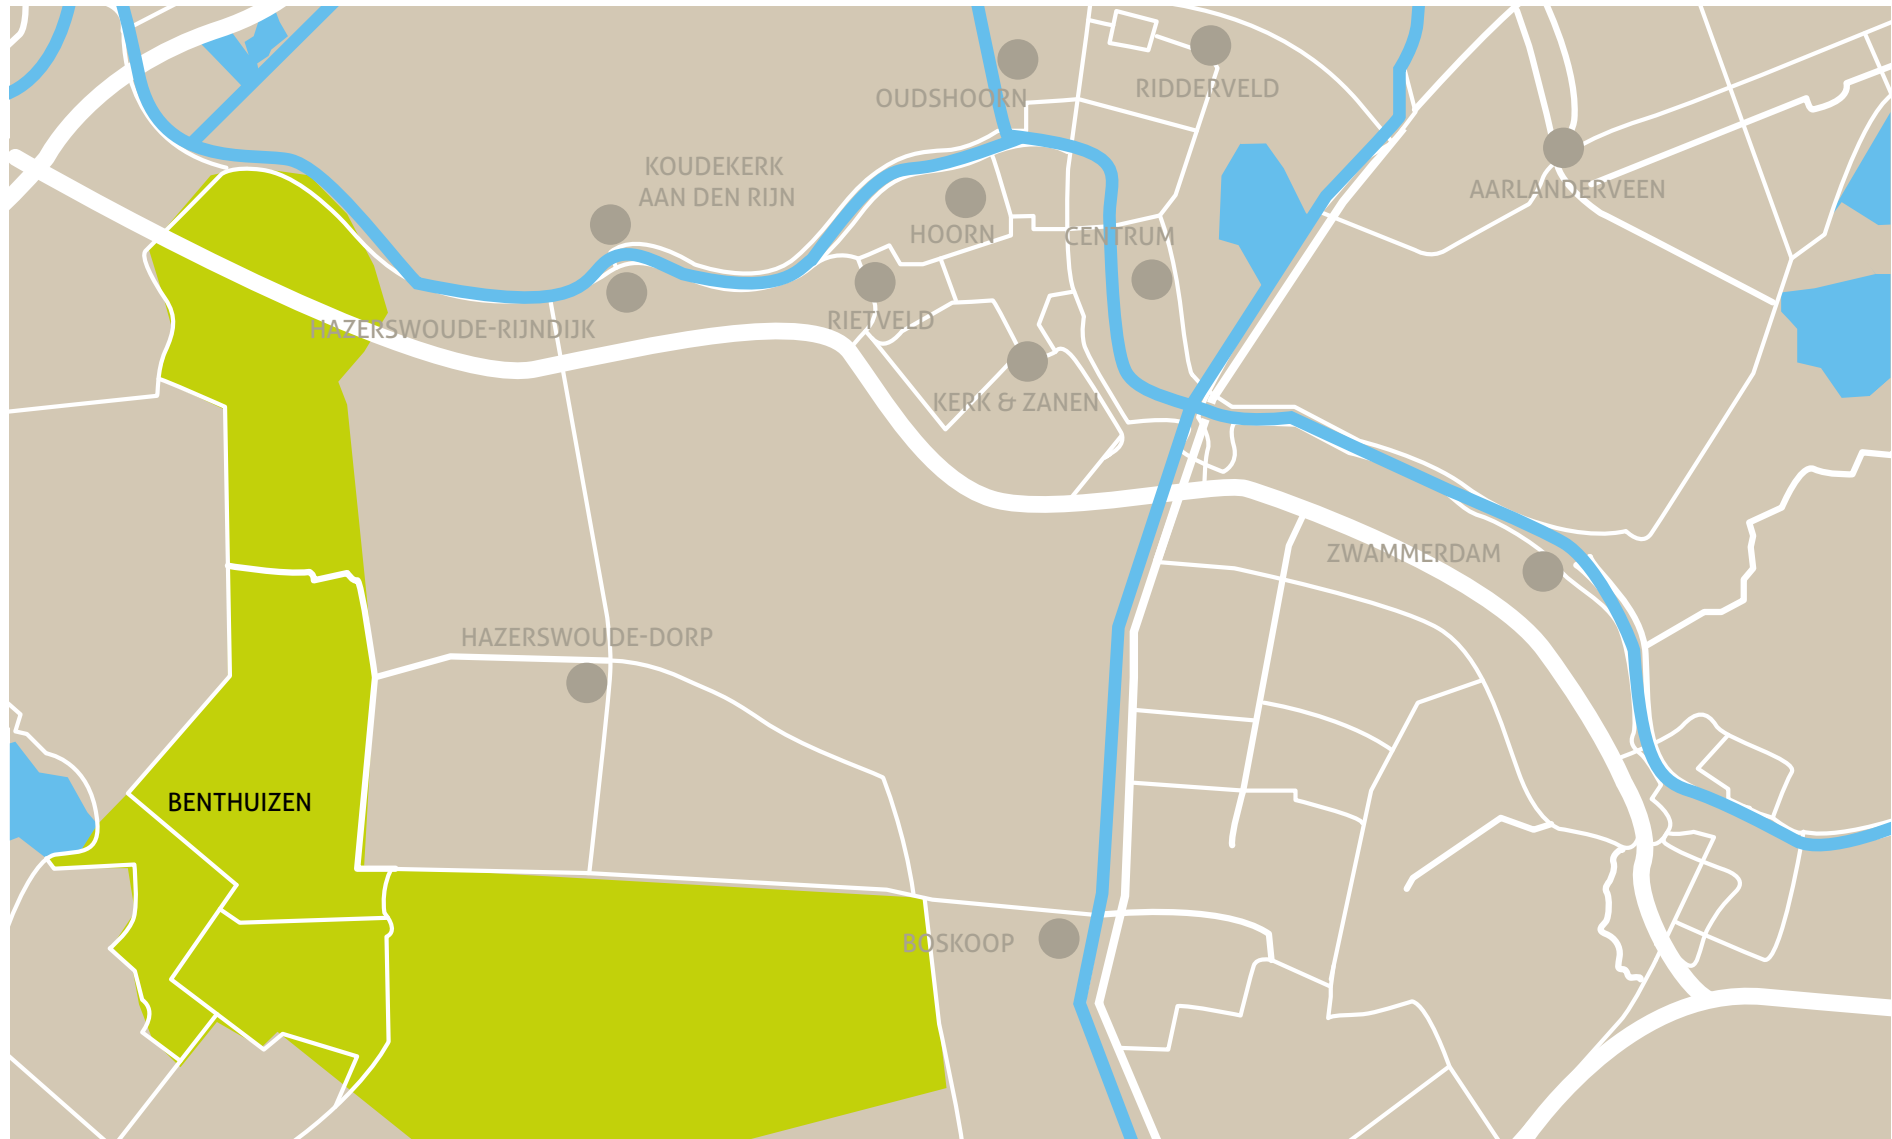 OUDSHOORN
RIDDERVELD
KOUDEKERK
AAN DEN RIJN
AARLANDERVEEN
HOORN
CENTRUM
HAZERSWOUDE-RIJNDIJK
RIETVELD
KERK & ZANEN
ZWAMMERDAM
HAZERSWOUDE-DORP
BENTHUIZEN
BOSKOOP